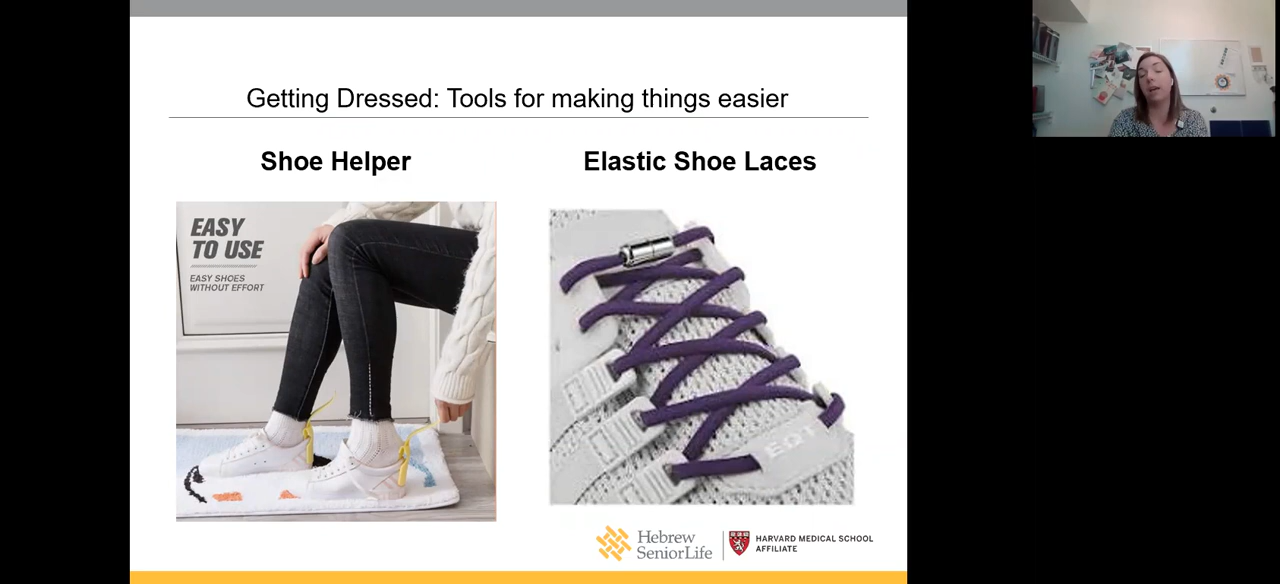 Getting Dressed: Tools for making things easier
Shoe Helper
Elastic Shoe Laces
EASY
TO USE
EASY SHOES
WITHOUT EFFORT
EQT
Hebrew
SeniorLife
HARVARD MEDICAL SCHOOL
AFFILIATE